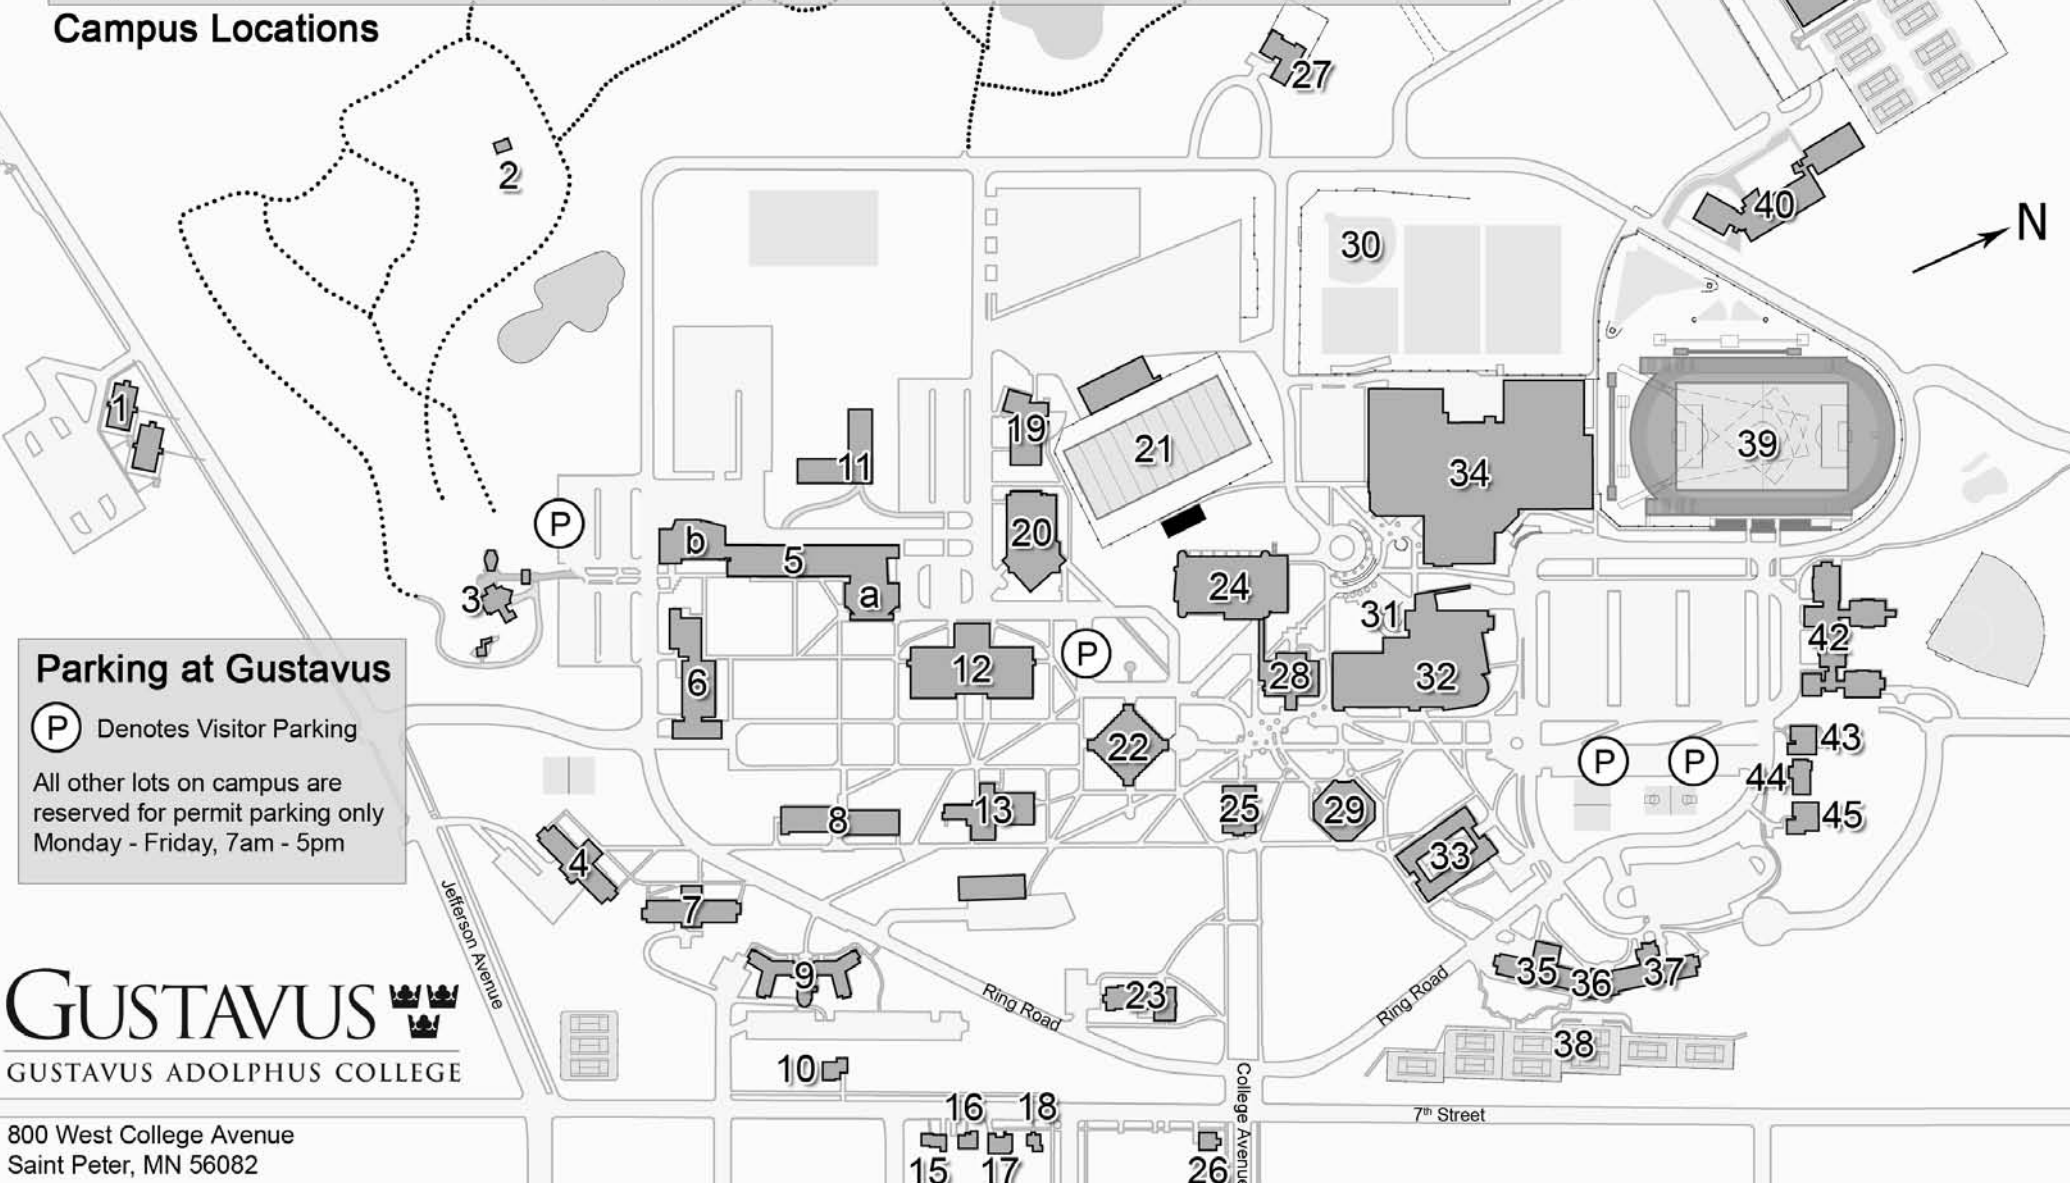 Campus Locations
27
2
40
N
30
1
19
21
39
11
34
P
20
b
5
24
3
a
31
42
Parking at Gustavus
P
12
28
32
6
P Denotes Visitor Parking
22
43
P
P
44
All other lots on campus are
reserved for permit parking only
Monday - Friday, 7am - 5pm
8
13
25
29
45
4
33
7
Jefferson Avenue
9
35
36
37
GUSTAVUS
Ring Road
23
Ring Road
38
GUSTAVUS ADOLPHUS COLLEGE
10
College Avenue
16
18
7th Street
800 West College Avenue
Saint Peter, MN 56082
15
17
26